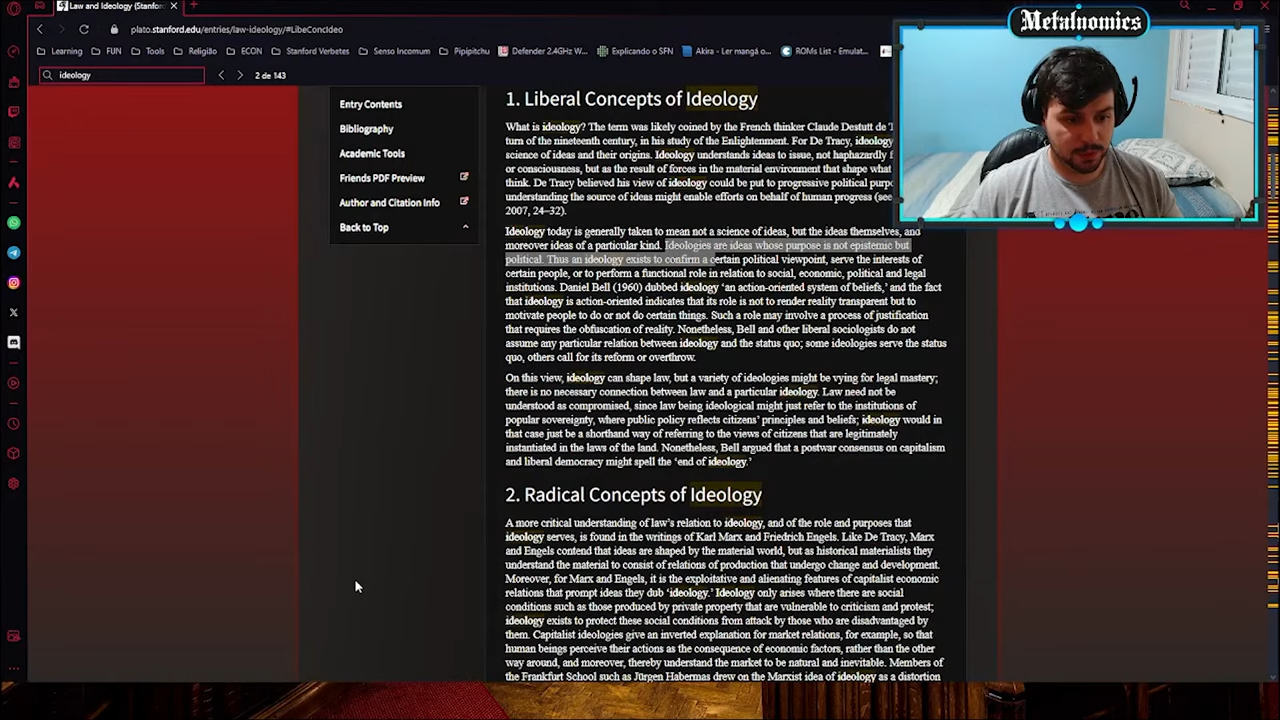 Law and Ideology (Stanfor
plato.stanford.edu/entries/law-ideology/#LibeConcIdeo
Learning FUN Tools Religião ECON Stanford Verbetes Senso Incomum Pipipitchu Defender 2.4GHz W... Explicando o SFN Akira – Ler mangá o... ROMs List - Emulat...
ideology 2 de 143
Metalnomics
Entry Contents
Bibliography
Academic Tools
Friends PDF Preview
Author and Citation Info
Back to Top
1. Liberal Concepts of Ideology
What is ideology? The term was likely coined by the French thinker Claude Destutt de T
turn of the nineteenth century, in his study of the Enlightenment. For De Tracy, ideology
science of ideas and their origins. Ideology understands ideas to issue, not haphazardly f
or consciousness, but as the result of forces in the material environment that shape what
think. De Tracy believed his view of ideology could be put to progressive political purpo
understanding the source of ideas might enable efforts on behalf of human progress (see
2007, 24–32).
Ideology today is generally taken to mean not a science of ideas, but the ideas themselves, and
moreover ideas of a particular kind. Ideologies are ideas whose purpose is not epistemic but
political. Thus an ideology exists to confirm a certain political viewpoint, serve the interests of
certain people, or to perform a functional role in relation to social, economic, political and legal
institutions. Daniel Bell (1960) dubbed ideology ‘an action-oriented system of beliefs,’ and the fact
that ideology is action-oriented indicates that its role is not to render reality transparent but to
motivate people to do or not do certain things. Such a role may involve a process of justification
that requires the obfuscation of reality. Nonetheless, Bell and other liberal sociologists do not
assume any particular relation between ideology and the status quo; some ideologies serve the status
quo, others call for its reform or overthrow.
On this view, ideology can shape law, but a variety of ideologies might be vying for legal mastery;
there is no necessary connection between law and a particular ideology. Law need not be
understood as compromised, since law being ideological might just refer to the institutions of
popular sovereignty, where public policy reflects citizens’ principles and beliefs; ideology would in
that case just be a shorthand way of referring to the views of citizens that are legitimately
instantiated in the laws of the land. Nonetheless, Bell argued that a postwar consensus on capitalism
and liberal democracy might spell the ‘end of ideology.’
2. Radical Concepts of Ideology
A more critical understanding of law’s relation to ideology, and of the role and purposes that
ideology serves, is found in the writings of Karl Marx and Friedrich Engels. Like De Tracy, Marx
and Engels contend that ideas are shaped by the material world, but as historical materialists they
understand the material to consist of relations of production that undergo change and development.
Moreover, for Marx and Engels, it is the exploitative and alienating features of capitalist economic
relations that prompt ideas they dub ‘ideology.’ Ideology only arises where there are social
conditions such as those produced by private property that are vulnerable to criticism and protest;
ideology exists to protect these social conditions from attack by those who are disadvantaged by
them. Capitalist ideologies give an inverted explanation for market relations, for example, so that
human beings perceive their actions as the consequence of economic factors, rather than the other
way around, and moreover, thereby understand the market to be natural and inevitable. Members of
the Frankfurt School such as Jürgen Habermas drew on the Marxist idea of ideology as a distortion